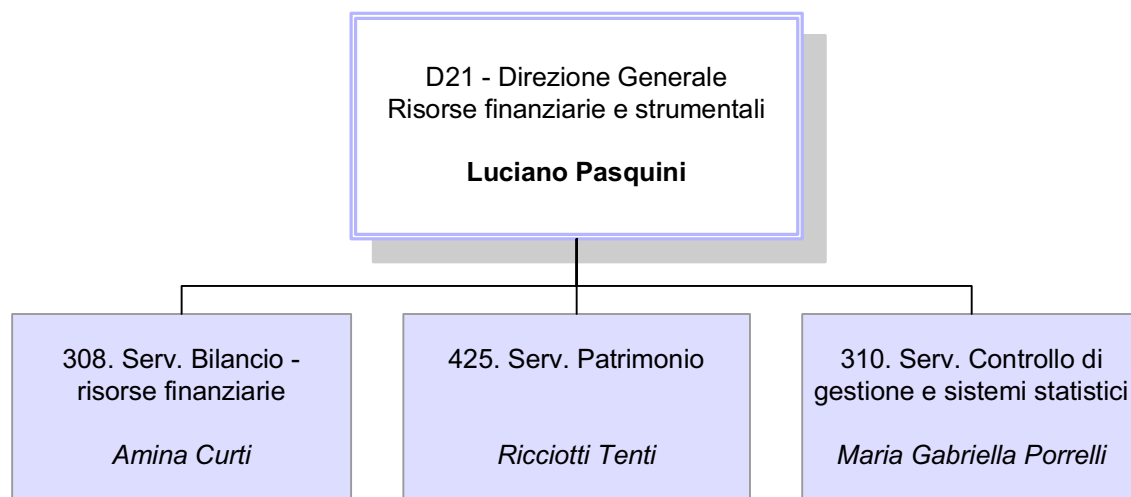 D21 - Direzione Generale
Risorse finanziarie e strumentali
Luciano Pasquini
308. Serv. Bilancio -
risorse finanziarie
Amina Curti
425. Serv. Patrimonio
Ricciotti Tenti
310. Serv. Controllo di
gestione e sistemi statistici
Maria Gabriella Porrelli